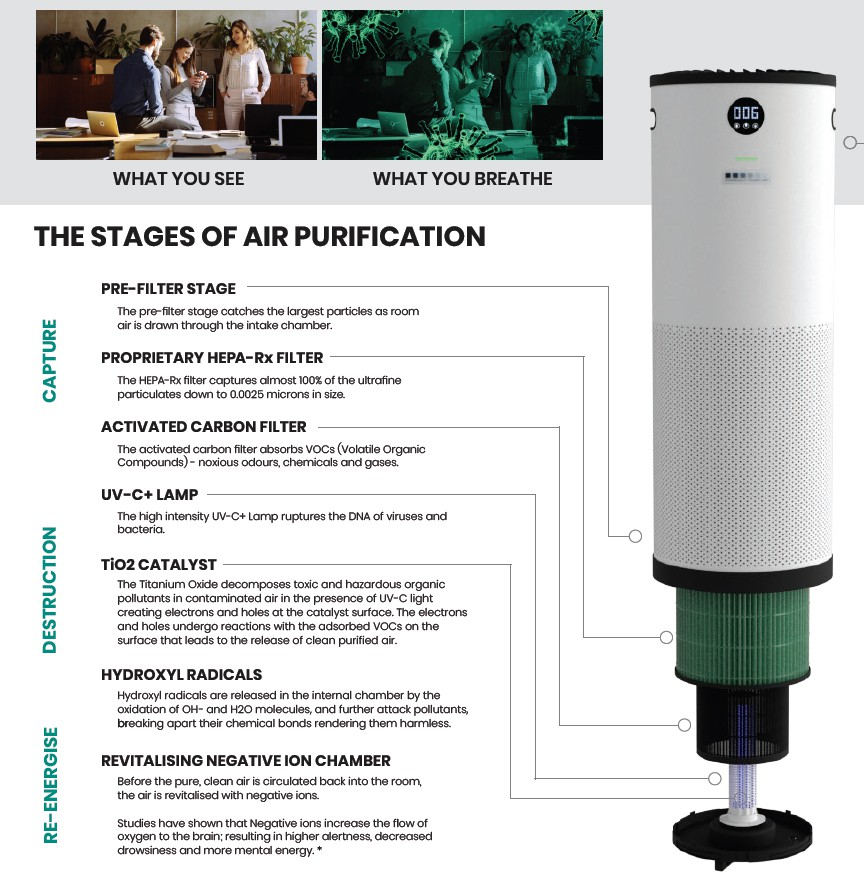 WHAT YOU SEE
WHAT YOU BREATHE
006
THE STAGES OF AIR PURIFICATION
CAPTURE
PRE-FILTER STAGE
The pre-filter stage catches the largest particles as room
air is drawn through the intake chamber.
PROPRIETARY HEPA-Rx FILTER
The HEPA-Rx filter captures almost 100% of the ultrafine
particulates down to 0.0025 microns in size.
ACTIVATED CARBON FILTER
The activated carbon filter absorbs VOCs (Volatile Organic
Compounds) - noxious odours, chemicals and gases.
DESTRUCTION
UV-C+ LAMP
The high intensity UV-C+ Lamp ruptures the DNA of viruses and
bacteria.
TiO2 CATALYST
The Titanium Oxide decomposes toxic and hazardous organic
pollutants in contaminated air in the presence of UV-C light
creating electrons and holes at the catalyst surface. The electrons
and holes undergo reactions with the adsorbed VOCs on the
surface that leads to the release of clean purified air.
HYDROXYL RADICALS
Hydroxyl radicals are released in the internal chamber by the
oxidation of OH- and H2O molecules, and further attack pollutants,
breaking apart their chemical bonds rendering them harmless.
RE-ENERGISE
REVITALISING NEGATIVE ION CHAMBER
Before the pure, clean air is circulated back into the room,
the air is revitalised with negative ions.
Studies have shown that Negative ions increase the flow of
oxygen to the brain; resulting in higher alertness, decreased
drowsiness and more mental energy. *